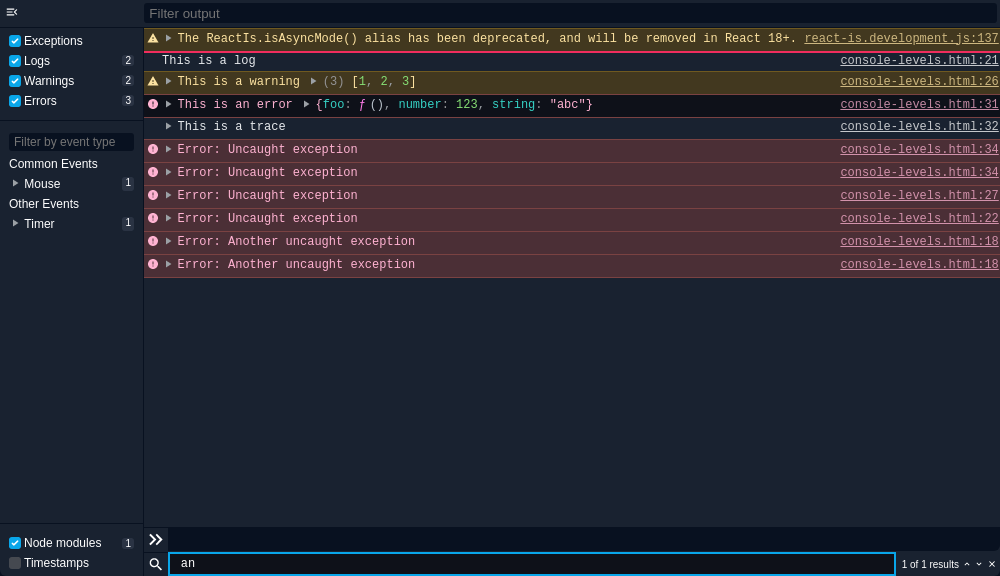 Filter output
Exceptions
Logs 2
Warnings 2
Errors 3
Filter by event type
Common Events
Mouse 1
Other Events
Timer 1
Node modules 1
Timestamps
The ReactIs.isAsyncMode() alias has been deprecated, and will be removed in React 18+. react-is.development.js:137
This is a log console-levels.html:21
This is a warning (3) [1, 2, 3] console-levels.html:26
This is an error {foo: ƒ (), number: 123, string: "abc"} console-levels.html:31
This is a trace console-levels.html:32
Error: Uncaught exception console-levels.html:34
Error: Uncaught exception console-levels.html:34
Error: Uncaught exception console-levels.html:27
Error: Uncaught exception console-levels.html:22
Error: Another uncaught exception console-levels.html:18
Error: Another uncaught exception console-levels.html:18
an 1 of 1 results